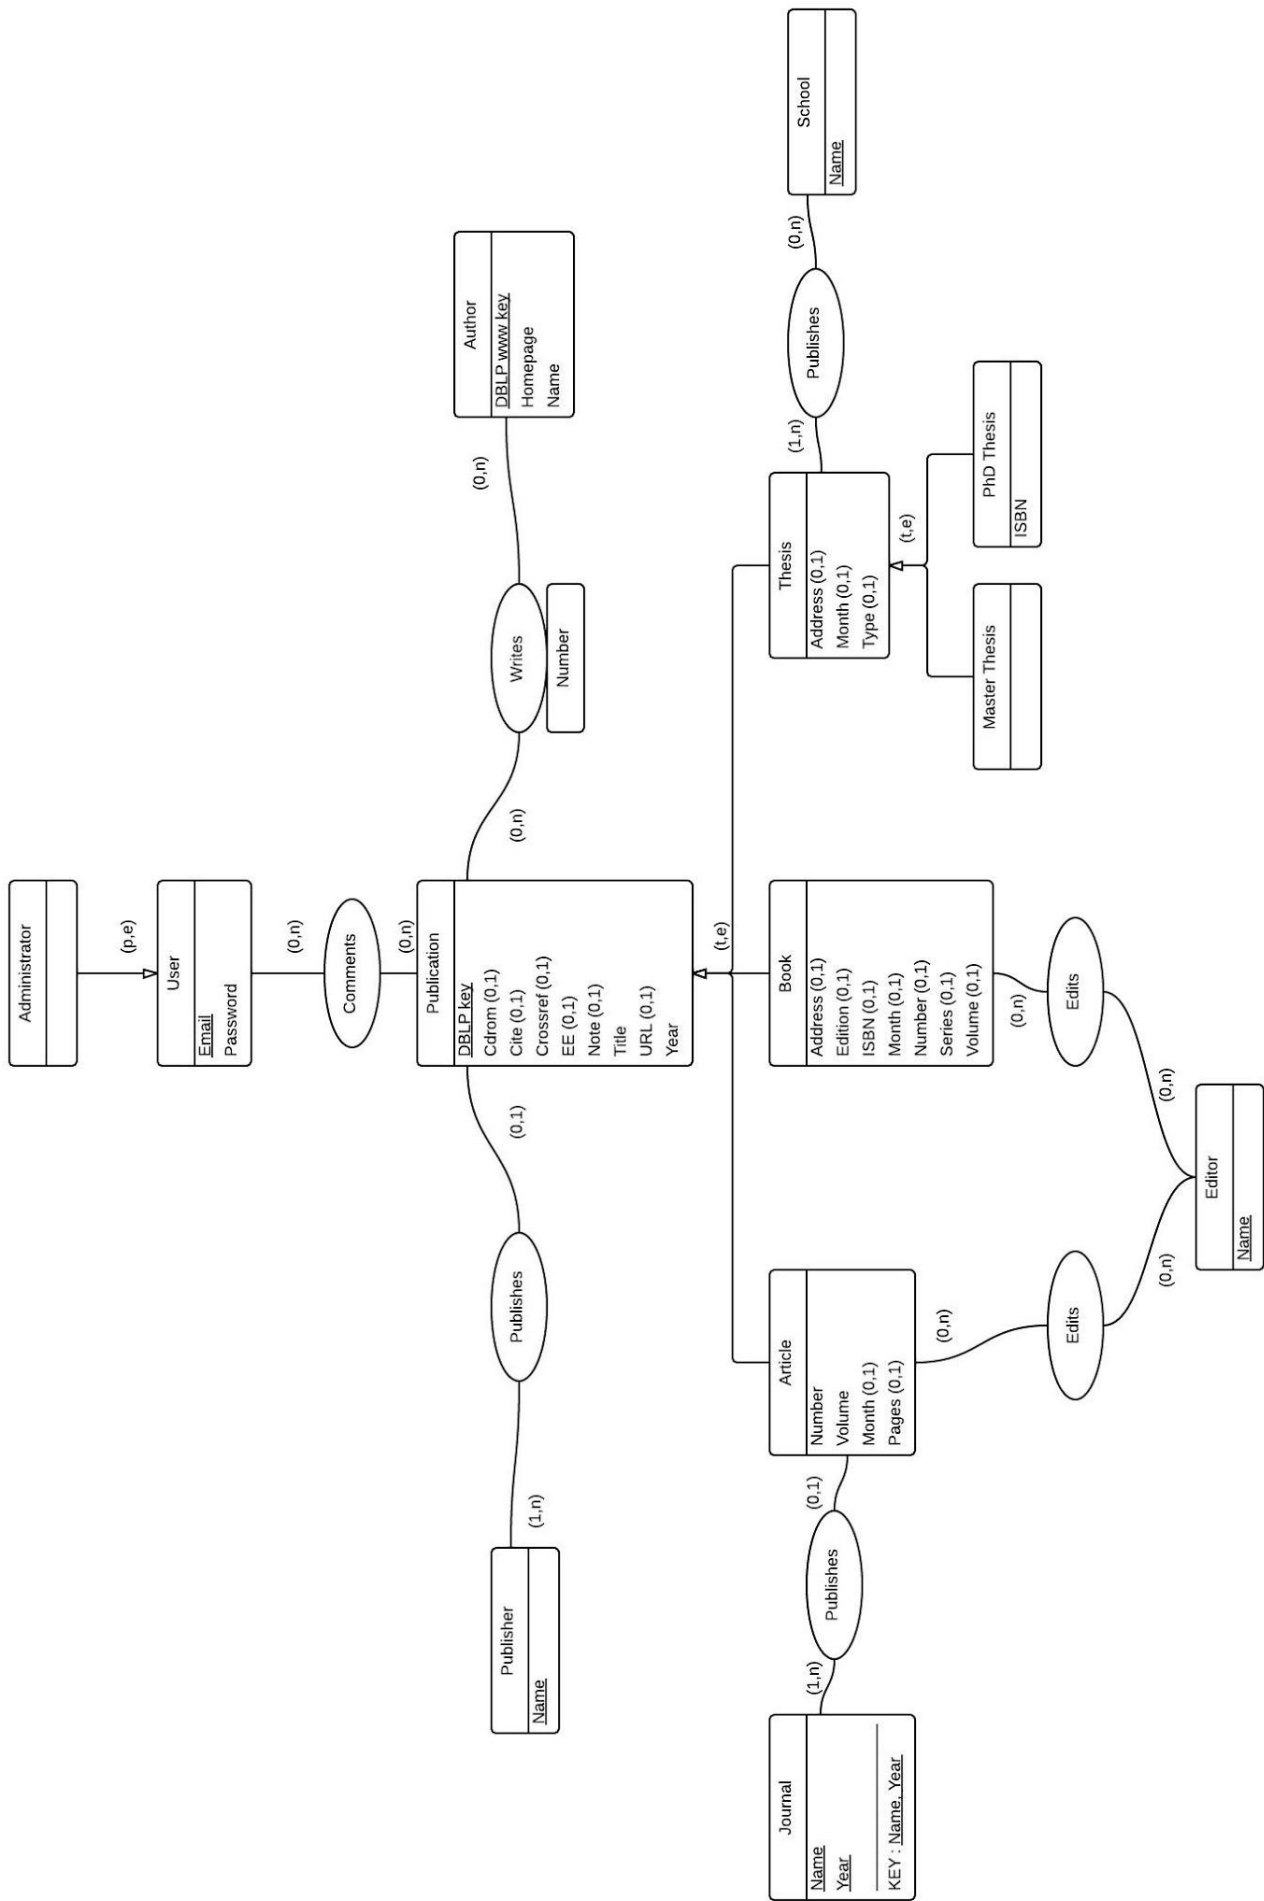 Administrator
(p,e)
User
Email
Password
(0,n)
Comments
(0,n)
Publisher
Name
(1,n)
Publishes
(0,1)
Publication
DBLP key
Cdrom (0,1)
Cite (0,1)
Crossref (0,1)
EE (0,1)
Note (0,1)
Title
URL (0,1)
Year
(0,n)
Writes
Number
(0,n)
Author
DBLP www key
Homepage
Name
(t,e)
Journal
Name
Year
KEY : Name, Year
(1,n)
Publishes
(0,1)
Article
Number
Volume
Month (0,1)
Pages (0,1)
Book
Address (0,1)
Edition (0,1)
ISBN (0,1)
Month (0,1)
Number (0,1)
Series (0,1)
Volume (0,1)
Thesis
Address (0,1)
Month (0,1)
Type (0,1)
(1,n)
Publishes
(0,n)
School
Name
(t,e)
Master Thesis
PhD Thesis
ISBN
(0,n)
Edits
(0,n)
(0,n)
Edits
(0,n)
Editor
Name